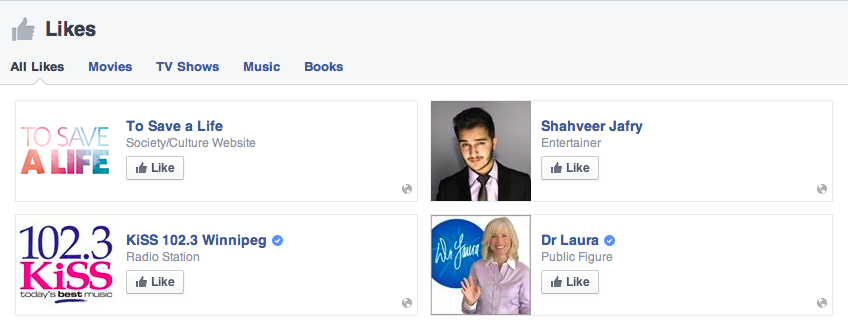 Likes
All Likes Movies TV Shows Music Books
TO SAVE
A LIFE
To Save a Life
Society/Culture Website
Like
Shahveer Jafry
Entertainer
Like
102.3
KiSS
today's best music
KiSS 102.3 Winnipeg
Radio Station
Like
Dr Laura
Dr Laura
Public Figure
Like